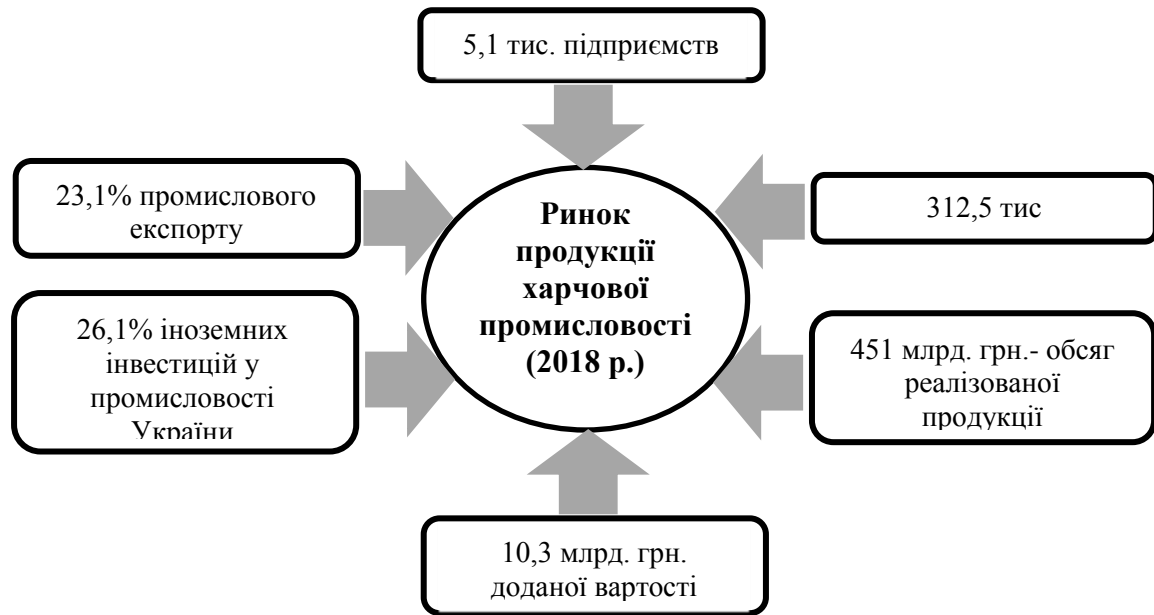 5,1 тис. підприємств
23,1% промислового
експорту
312,5 тис
Ринок
продукції
харчової
промисловості
(2018 р.)
26,1% іноземних
інвестицій у
промисловості
України
451 млрд. грн.- обсяг
реалізованої
продукції
10,3 млрд. грн.
доданої вартості